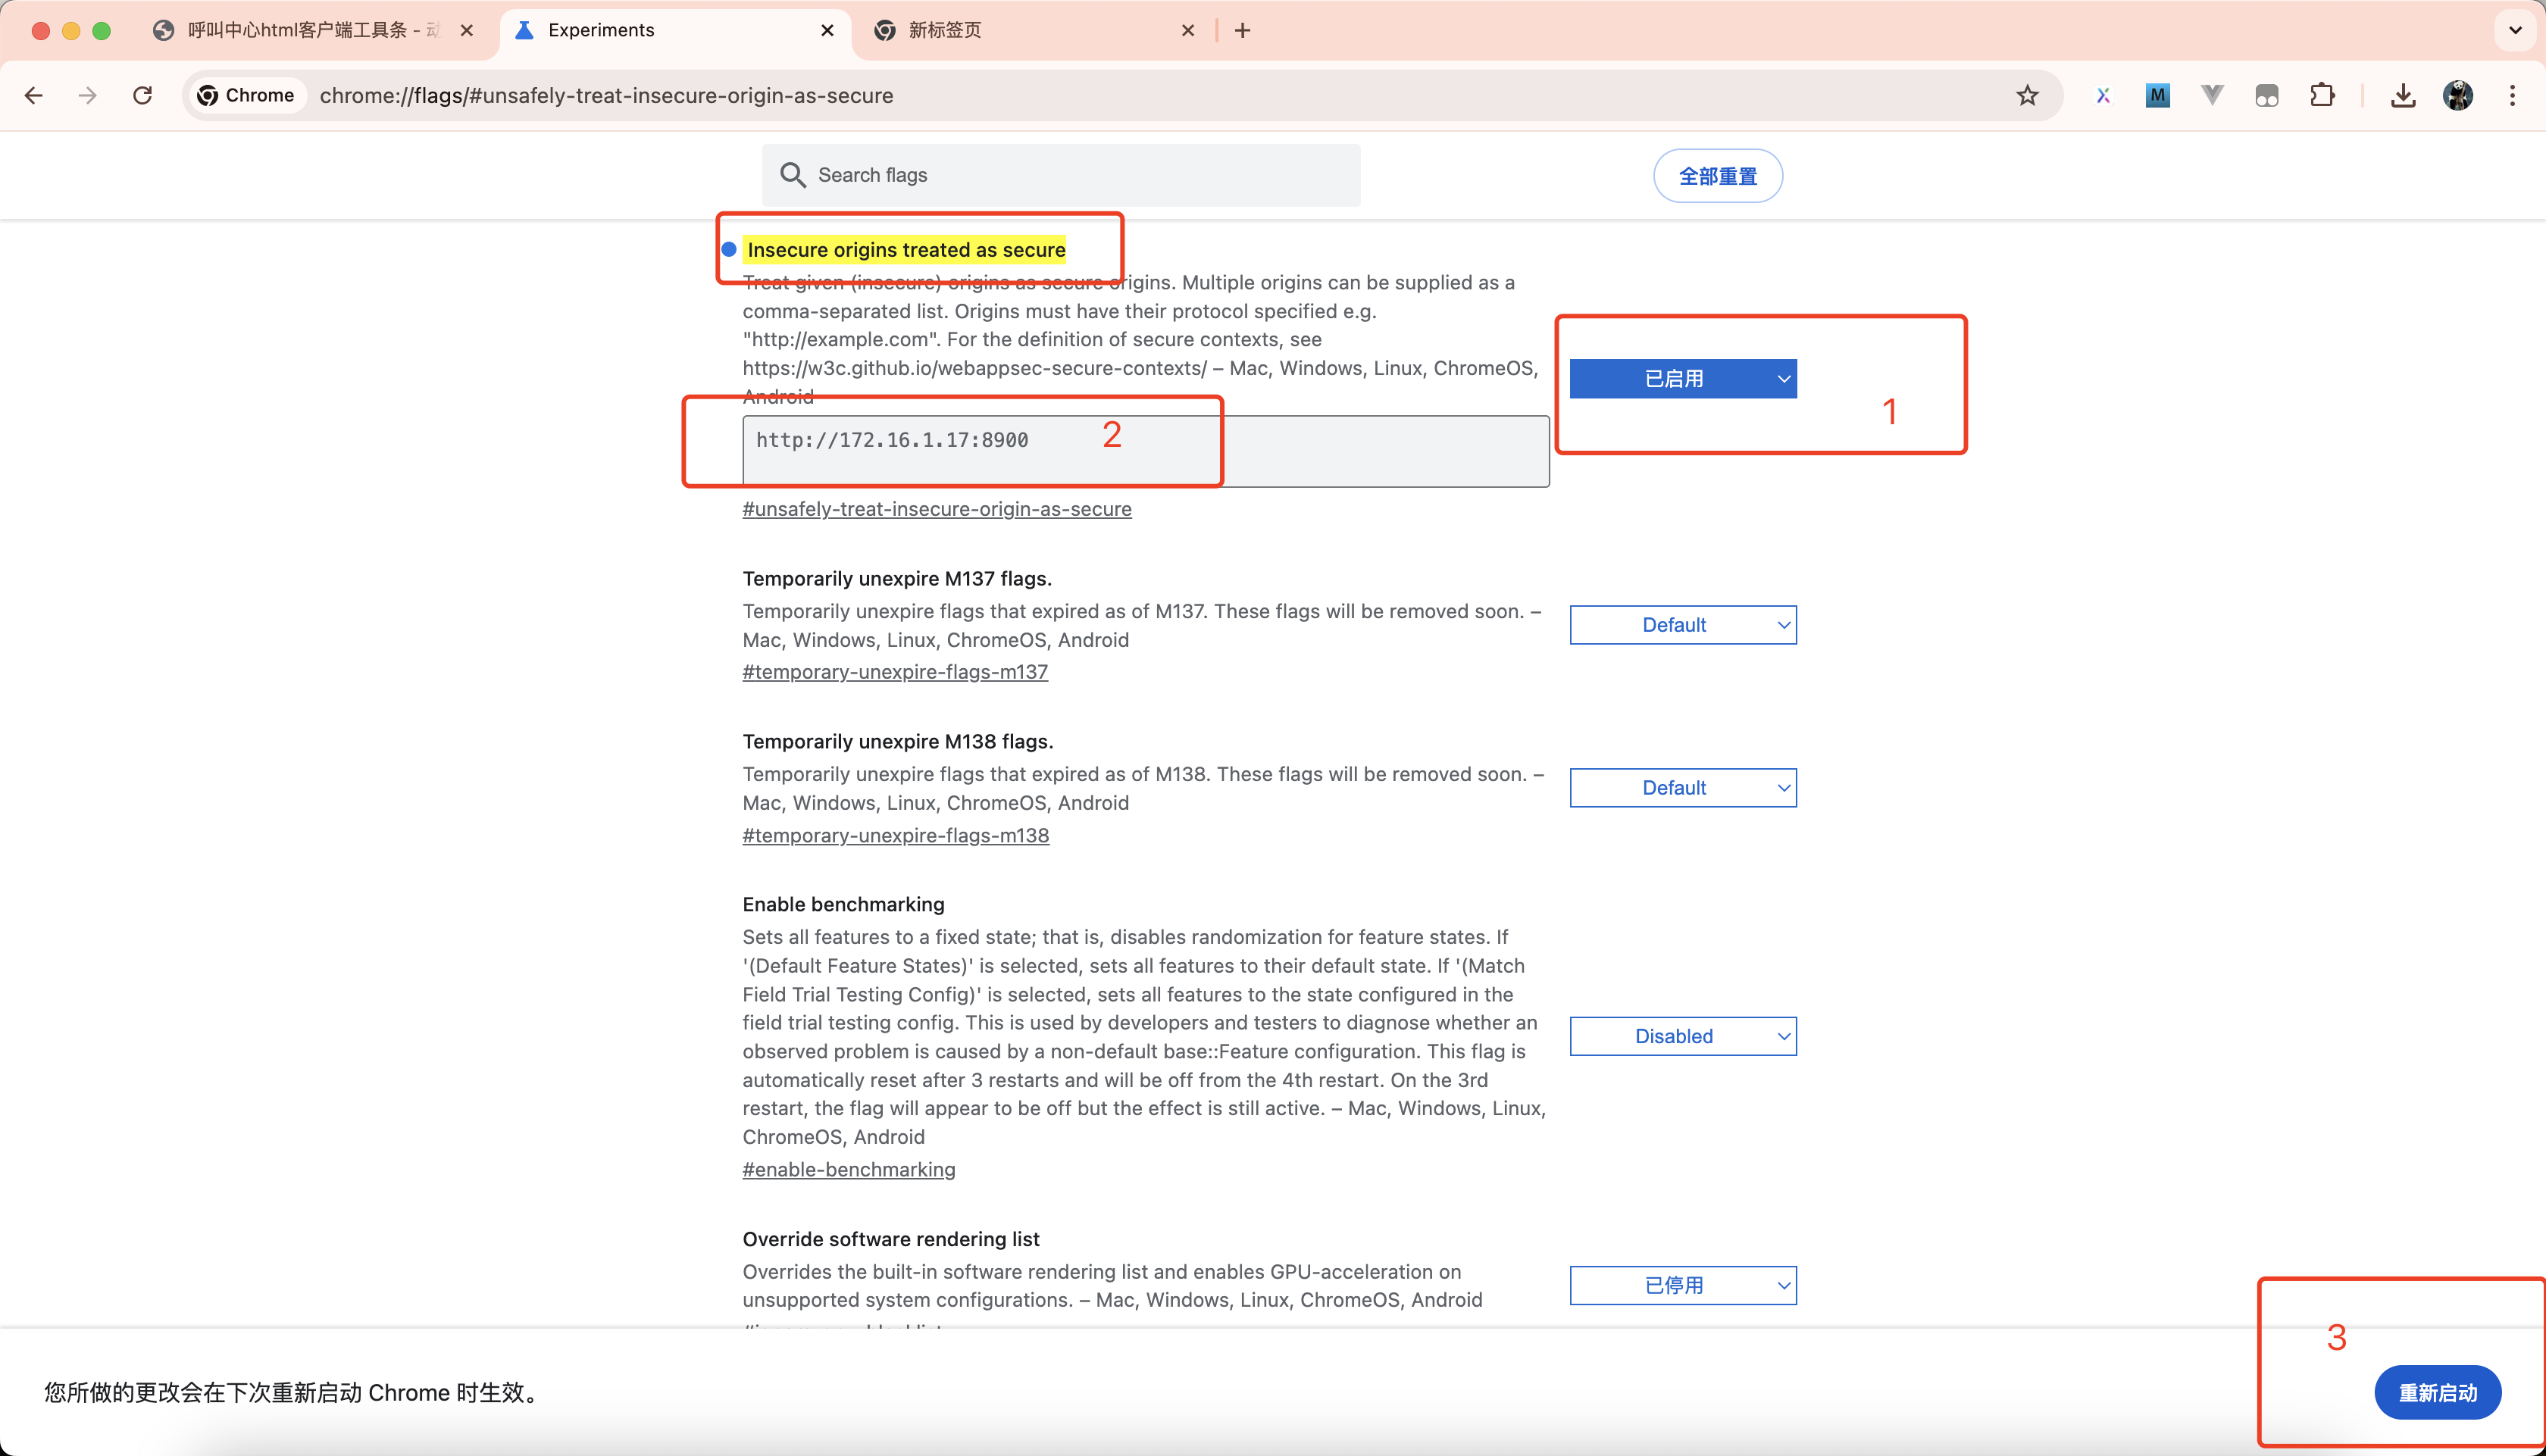 呼叫中心html客户端工具条 - 动
Experiments
新标签页
Chrome
chrome://flags/#unsafely-treat-insecure-origin-as-secure
M
Search flags
全部重置
Insecure origins treated as secure
Treat given (insecure) origins as secure origins. Multiple origins can be supplied as a
comma-separated list. Origins must have their protocol specified e.g.
"http://example.com". For the definition of secure contexts, see
https://w3c.github.io/webappsec-secure-contexts/ – Mac, Windows, Linux, ChromeOS,
Android
已启用
1
http://172.16.1.17:8900
2
#unsafely-treat-insecure-origin-as-secure
Temporarily unexpire M137 flags.
Temporarily unexpire flags that expired as of M137. These flags will be removed soon. –
Mac, Windows, Linux, ChromeOS, Android
Default
#temporary-unexpire-flags-m137
Temporarily unexpire M138 flags.
Temporarily unexpire flags that expired as of M138. These flags will be removed soon. –
Mac, Windows, Linux, ChromeOS, Android
Default
#temporary-unexpire-flags-m138
Enable benchmarking
Sets all features to a fixed state; that is, disables randomization for feature states. If
'(Default Feature States)' is selected, sets all features to their default state. If '(Match
Field Trial Testing Config)' is selected, sets all features to the state configured in the
field trial testing config. This is used by developers and testers to diagnose whether an
observed problem is caused by a non-default base::Feature configuration. This flag is
automatically reset after 3 restarts and will be off from the 4th restart. On the 3rd
restart, the flag will appear to be off but the effect is still active. – Mac, Windows, Linux,
ChromeOS, Android
Disabled
#enable-benchmarking
Override software rendering list
Overrides the built-in software rendering list and enables GPU-acceleration on
unsupported system configurations. – Mac, Windows, Linux, ChromeOS, Android
已停用
3
您所做的更改会在下次重新启动 Chrome 时生效。
重新启动